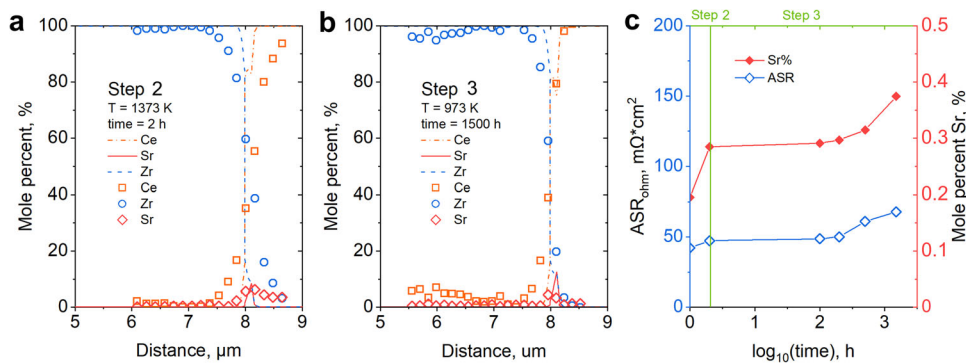 a
b
c
Mole percent, %
100
80
60
40
20
0
Step 2
T = 1373 K
time = 2 h
Ce
Sr
Zr
Ce
Zr
Sr
5 6 7 8 9
Distance, µm
Mole percent, %
100
80
60
40
20
0
Step 3
T = 973 K
time = 1500 h
Ce
Sr
Zr
Ce
Zr
Sr
5 6 7 8 9
Distance, um
Step 2 Step 3
ASRohm, mΩ*cm2
200
150
100
50
0
Sr%
ASR
0.5
0.4
0.3
0.2
0.1
0
Mole percent Sr, %
0 1 2 3
log10(time), h